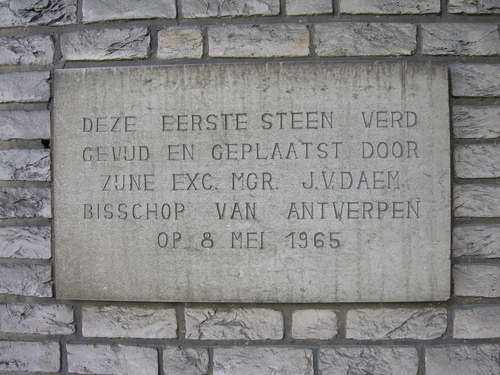 DEZE EERSTE STEEN WERD
GEWIJD EN GEPLAATST DOOR
ZIJNE EXC. MGR. J.V.DAEM
BISSCHOP VAN ANTWERPEN
OP 8 MEI 1965